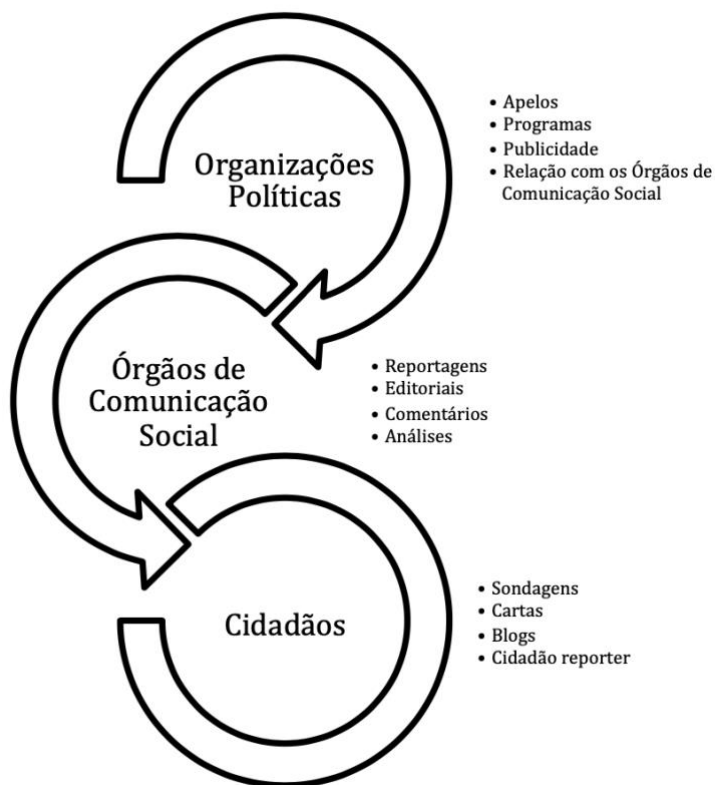 Organizações
Políticas
• Apelos
• Programas
• Publicidade
• Relação com os Órgãos de
Comunicação Social
Órgãos de
Comunicação
Social
• Reportagens
• Editoriais
• Comentários
• Análises
Cidadãos
• Sondagens
• Cartas
• Blogs
• Cidadão reporter